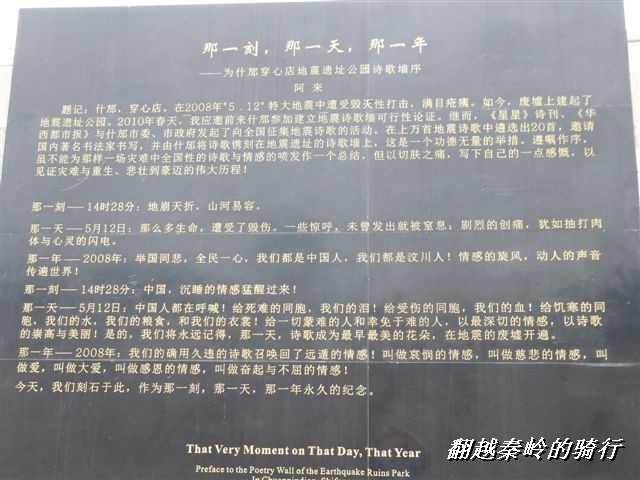 那一刻，那一天，那一年
——为什邡穿心店地震遗址公园诗歌墙序
阿来
题记：什邡、穿心店。在2008年"5．12"特大地震中遭受毁灭性打击，满目疮痍。如今，废墟上建起了
地震遗址公园。2010年春天。我应邀前来什邡参加建立地震诗歌墙可行性论证。继而，《星星》诗刊、《华
西都市报》与什邡市委、市政府发起了向全国征集地震诗歌的活动。在上万首地震诗歌中遴选出20首，邀请
国内著名书法家书写，并由什邡将诗歌镌刻在地震遗址的诗歌墙上，这是一个功德无量的举措。遵嘱作序，
虽不能为那样一场灾难中全国性的诗歌与情感的喷发作一个总结，但以切肤之痛，写下自己的一点感慨，以
见证灾难与重生、悲壮到豪迈的伟大历程！
那一刻——14时28分：地崩天折，山河易容。
那一天——5月12日：那么多生命，遭受了毁伤。一些惊呼，未曾发出就被窒息；剧烈的创痛，犹如抽打肉
体与心灵的闪电。
那一年——2008年：举国同悲，全民一心，我们都是中国人，我们都是汶川人！情感的旋风，动人的声音
传遍世界！
那一刻——14时28分：中国，沉睡的情感猛醒过来！
那一天——5月12日：中国人都在呼喊！给死难的同胞，我们的泪！给受伤的同胞，我们的血！给饥寒的同
胞，我们的水，我们的粮食，和我们的衣裳！给一切蒙难的人和幸免于难的人，以最深切的情感，以诗歌
的崇高与美丽！是的，我们将永远记得，那一天，诗歌成为最早最美的花朵，在地震的废墟开遍。
那一年——2008年：我们的确用久违的诗歌召唤回了远遁的情感！叫做哀悯的情感，叫做慈悲的情感，叫
做爱，叫做大爱，叫做感恩的情感，叫做奋起与不屈的情感！
今天，我们刻石于此，作为那一刻，那一天，那一年永久的纪念。
That Very Moment on That Day, That Year
Preface to the Poetry Wall of the Earthquake Ruins Park
翻越秦岭的骑行